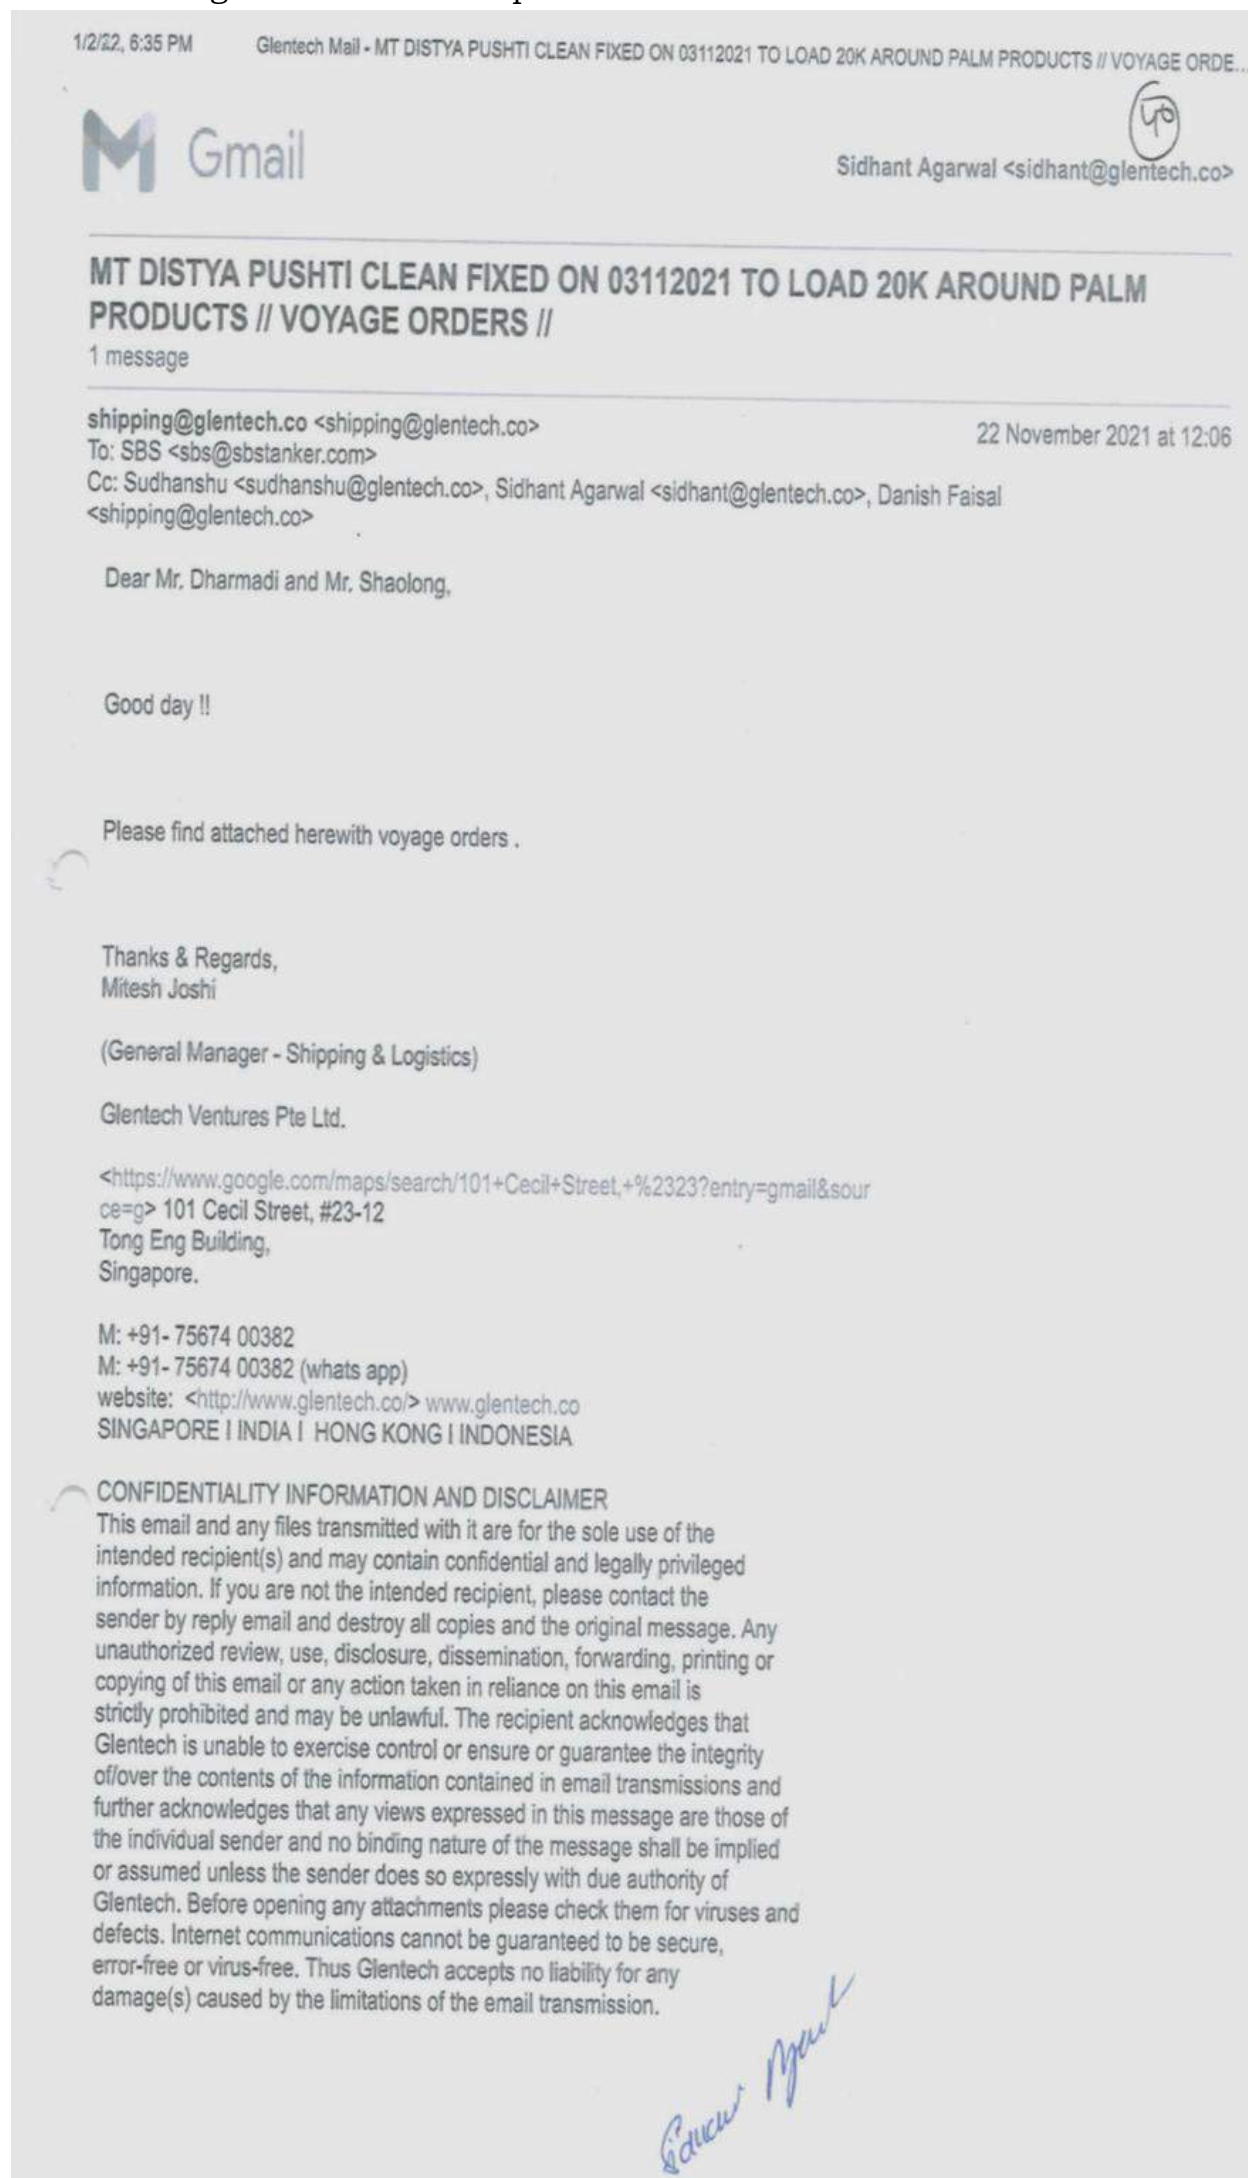 1/2/22, 6:35 PM Glentech Mail - MT DISTYA PUSHTI CLEAN FIXED ON 03112021 TO LOAD 20K AROUND PALM PRODUCTS // VOYAGE ORDE...
40
Gmail
Sidhant Agarwal <sidhant@glentech.co>
MT DISTYA PUSHTI CLEAN FIXED ON 03112021 TO LOAD 20K AROUND PALM
PRODUCTS // VOYAGE ORDERS //
1 message
shipping@glentech.co <shipping@glentech.co> 22 November 2021 at 12:06
To: SBS <sbs@sbstanker.com>
Cc: Sudhanshu <sudhanshu@glentech.co>, Sidhant Agarwal <sidhant@glentech.co>, Danish Faisal
<shipping@glentech.co>
Dear Mr. Dharmadi and Mr. Shaolong,
Good day !!
Please find attached herewith voyage orders .
Thanks & Regards,
Mitesh Joshi
(General Manager - Shipping & Logistics)
Glentech Ventures Pte Ltd.
<https://www.google.com/maps/search/101+Cecil+Street,+%2323?entry=gmail&sour
ce=g> 101 Cecil Street, #23-12
Tong Eng Building,
Singapore.
M: +91- 75674 00382
M: +91- 75674 00382 (whats app)
website: <http://www.glentech.co/> www.glentech.co
SINGAPORE I INDIA I HONG KONG I INDONESIA
CONFIDENTIALITY INFORMATION AND DISCLAIMER
This email and any files transmitted with it are for the sole use of the
intended recipient(s) and may contain confidential and legally privileged
information. If you are not the intended recipient, please contact the
sender by reply email and destroy all copies and the original message. Any
unauthorized review, use, disclosure, dissemination, forwarding, printing or
copying of this email or any action taken in reliance on this email is
strictly prohibited and may be unlawful. The recipient acknowledges that
Glentech is unable to exercise control or ensure or guarantee the integrity
of/over the contents of the information contained in email transmissions and
further acknowledges that any views expressed in this message are those of
the individual sender and no binding nature of the message shall be implied
or assumed unless the sender does so expressly with due authority of
Glentech. Before opening any attachments please check them for viruses and
defects. Internet communications cannot be guaranteed to be secure,
error-free or virus-free. Thus Glentech accepts no liability for any
damage(s) caused by the limitations of the email transmission.